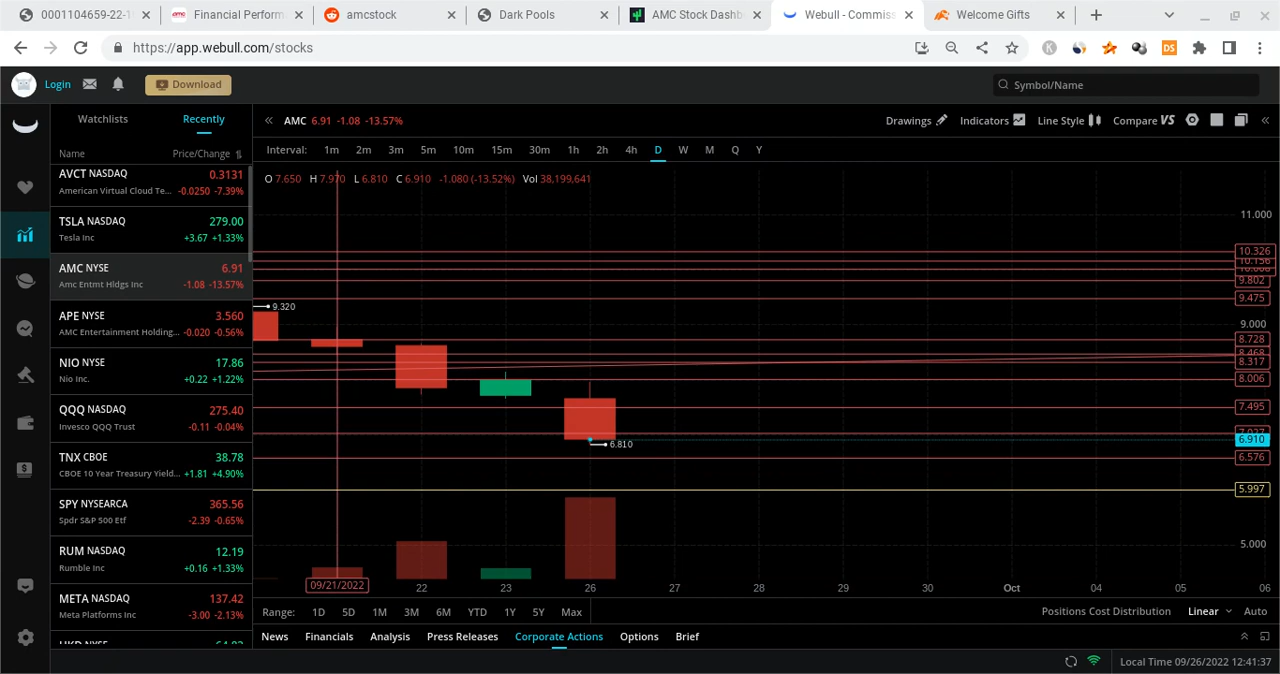 0001104659-22-1
Financial Perform
amcstock
Dark Pools
AMC Stock Dashb
Webull - Commiss
Welcome Gifts
https://app.webull.com/stocks
Login
Download
Symbol/Name
Watchlists Recently
Name Price/Change
AVCT NASDAQ 0.3131
American Virtual Cloud Te... -0.0250 -7.39%
TSLA NASDAQ 279.00
Tesla Inc +3.67 +1.33%
AMC NYSE 6.91
Amc Entmt Hldgs Inc -1.08 -13.57%
APE NYSE 3.560
AMC Entertainment Holding... -0.020 -0.56%
NIO NYSE 17.86
Nio Inc. +0.22 +1.22%
QQQ NASDAQ 275.40
Invesco QQQ Trust -0.11 -0.04%
TNX CBOE 38.78
CBOE 10 Year Treasury Yield... +1.81 +4.90%
SPY NYSEARCA 365.56
Spdr S&P 500 Etf -2.39 -0.65%
RUM NASDAQ 12.19
Rumble Inc +0.16 +1.33%
META NASDAQ 137.42
Meta Platforms Inc -3.00 -2.13%
AMC 6.91 -1.08 -13.57%
Drawings Indicators Line Style Compare VS
Interval: 1m 2m 3m 5m 10m 15m 30m 1h 2h 4h D W M Q Y
O 7.650 H 7.970 L 6.810 C 6.910 -1.080 (-13.52%) Vol 38,199,641
11.000
10.326
10.156
9.802
9.475
9.320
9.000
8.728
8.468
8.317
8.006
7.495
6.910
6.810
6.576
5.997
5.000
09/21/2022 22 23 26 27 28 29 30 Oct 04 05 06
Range: 1D 5D 1M 3M 6M YTD 1Y 5Y Max
Positions Cost Distribution Linear Auto
News Financials Analysis Press Releases Corporate Actions Options Brief
Local Time 09/26/2022 12:41:37